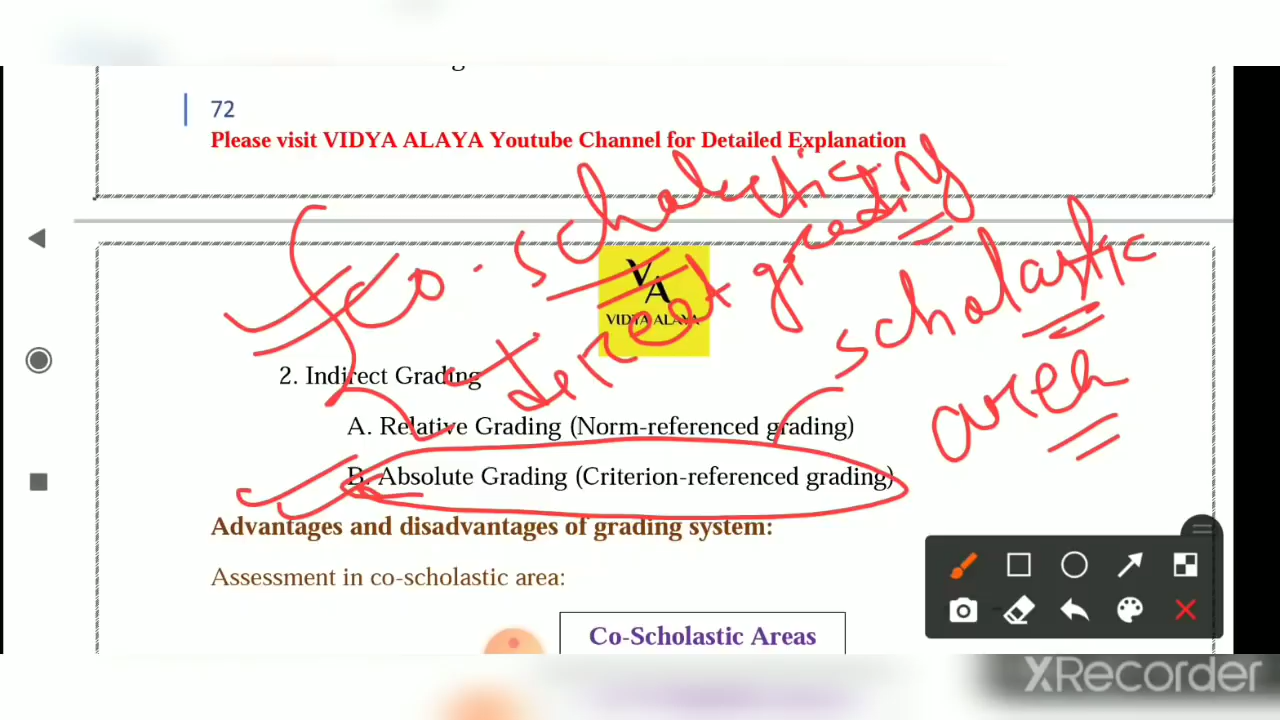 72
Please visit VIDYA ALAYA Youtube Channel for Detailed Explanation
Co-scholastic
direct grading
scholastic
area
VA
VIDYA ALAYA
2. Indirect Grading
A. Relative Grading (Norm-referenced grading)
B. Absolute Grading (Criterion-referenced grading)
Advantages and disadvantages of grading system:
Assessment in co-scholastic area:
Co-Scholastic Areas
XRecorder